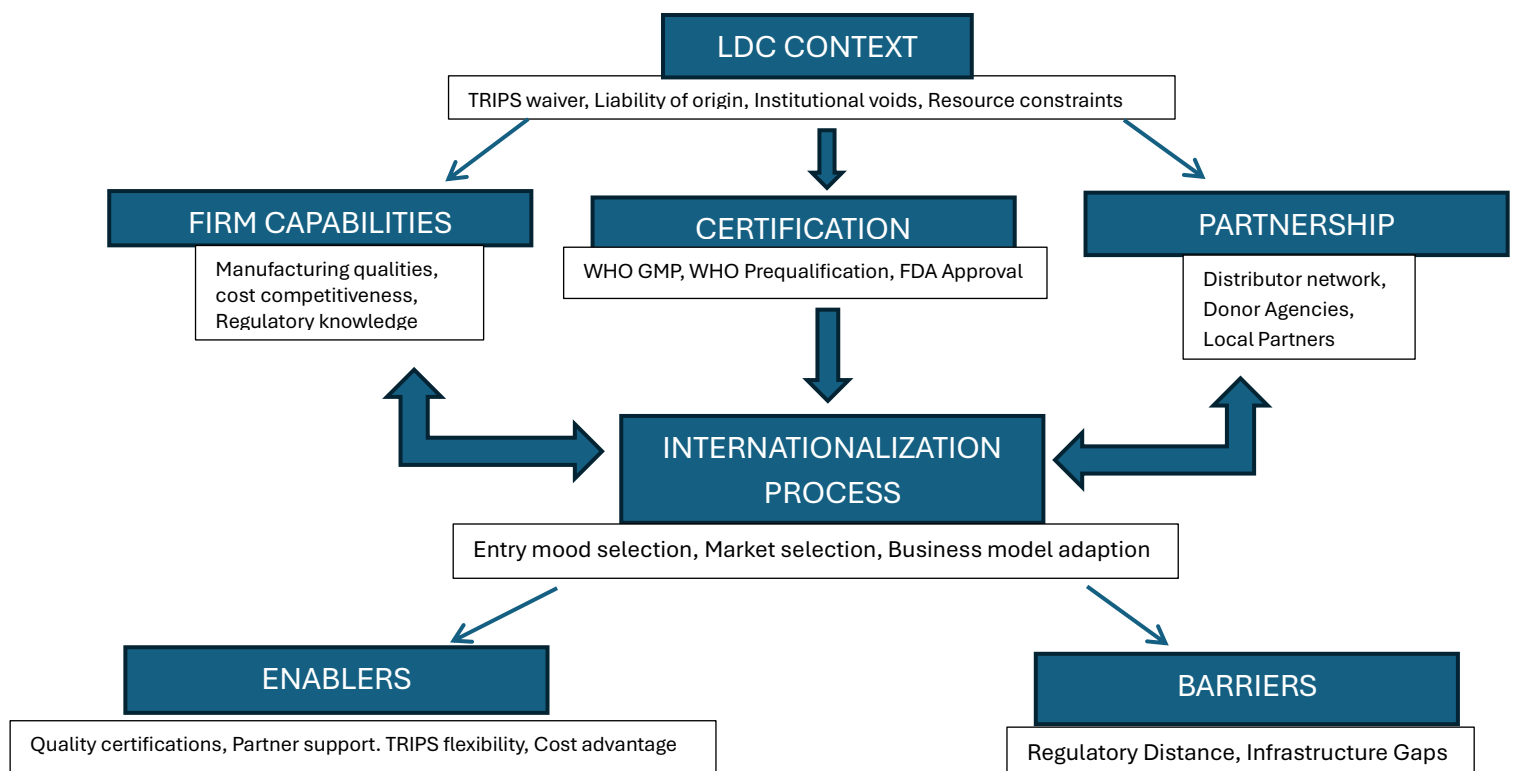 LDC CONTEXT
TRIPS waiver, Liability of origin, Institutional voids, Resource constraints
FIRM CAPABILITIES
Manufacturing qualities,
cost competitiveness,
Regulatory knowledge
CERTIFICATION
WHO GMP, WHO Prequalification, FDA Approval
PARTNERSHIP
Distributor network,
Donor Agencies,
Local Partners
INTERNATIONALIZATION
PROCESS
Entry mood selection, Market selection, Business model adaption
ENABLERS
Quality certifications, Partner support. TRIPS flexibility, Cost advantage
BARRIERS
Regulatory Distance, Infrastructure Gaps